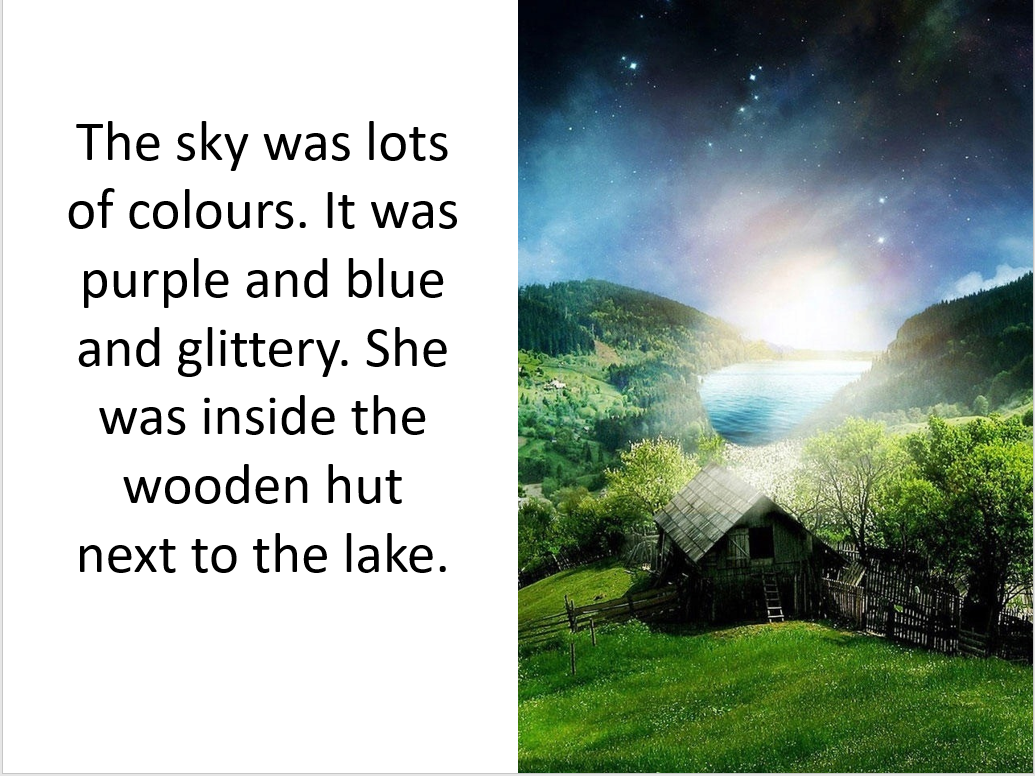 The sky was lots
of colours. It was
purple and blue
and glittery. She
was inside the
wooden hut
next to the lake.